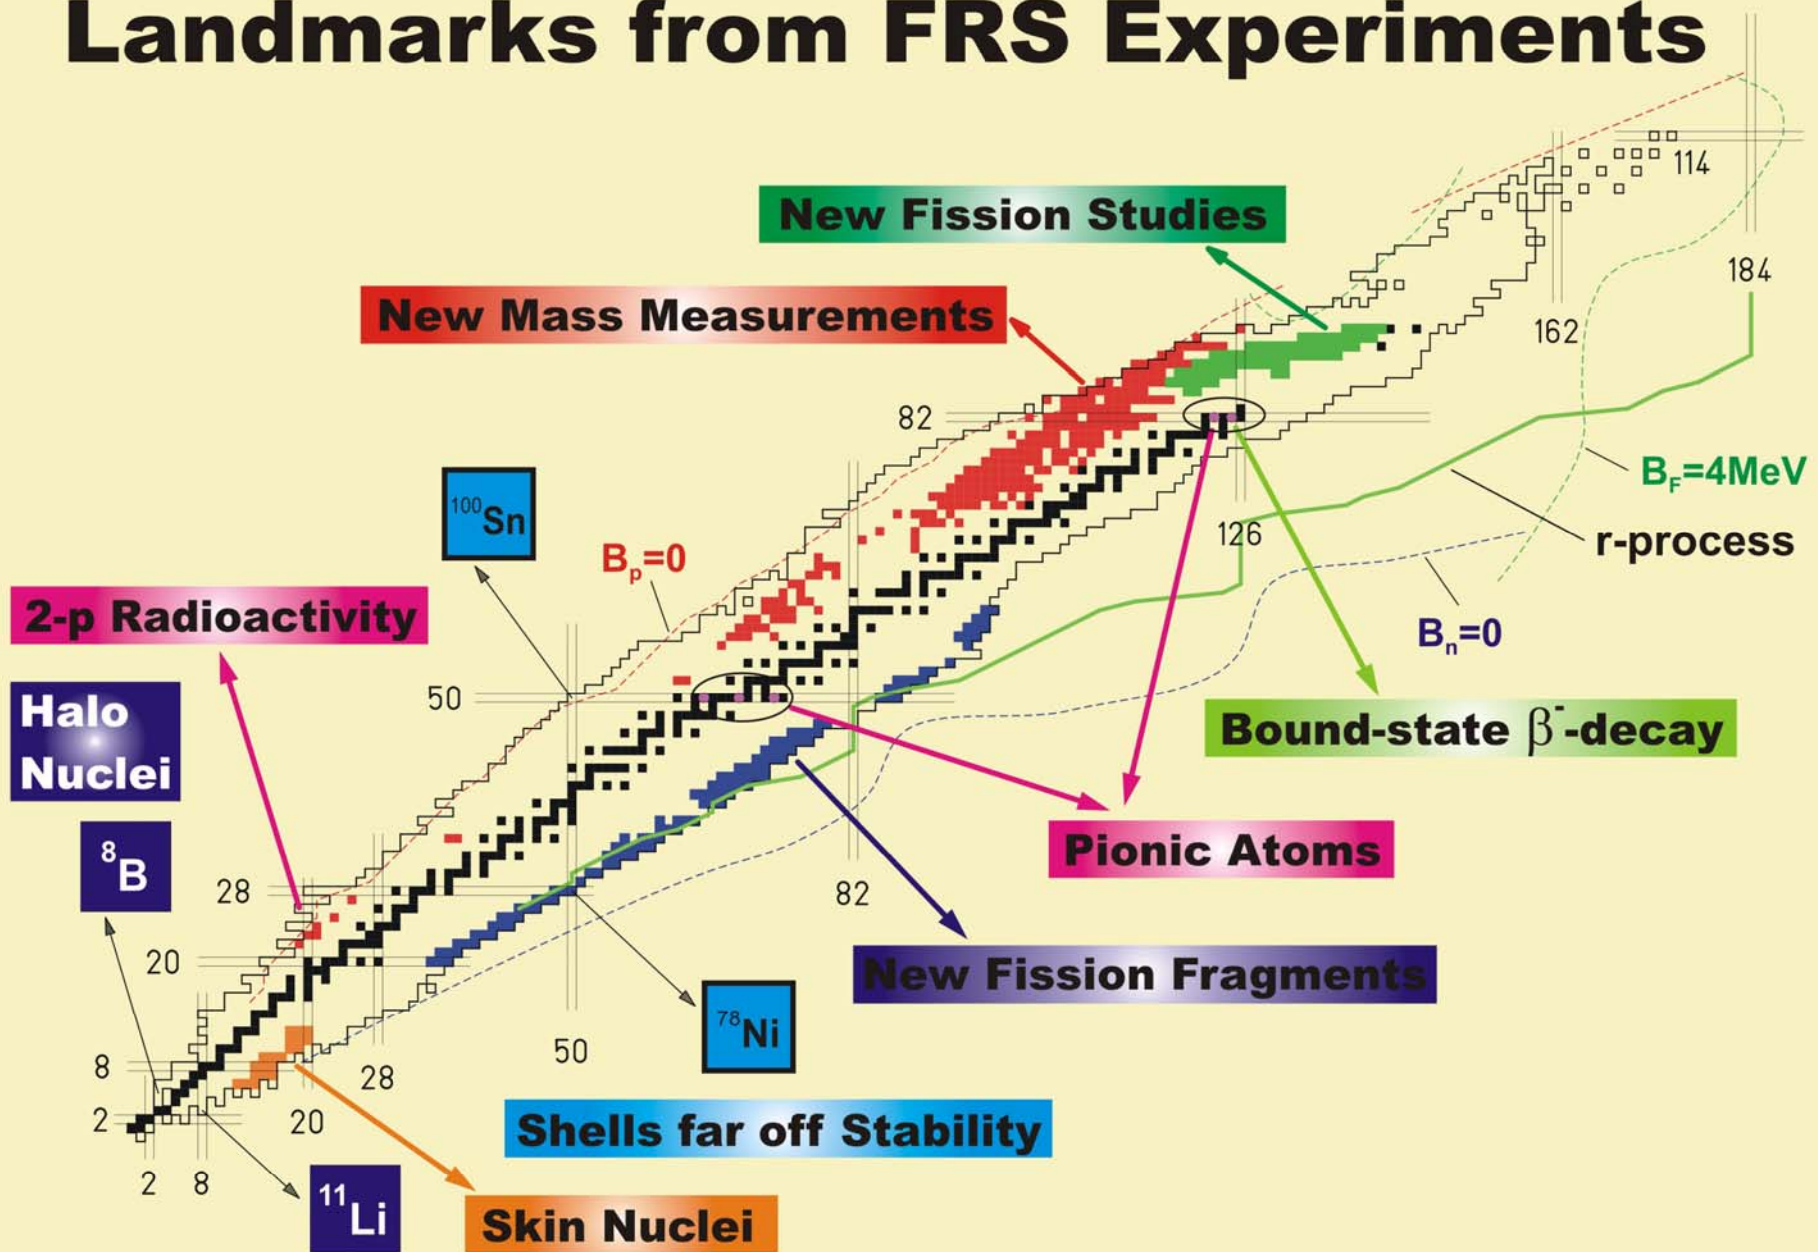 Landmarks from FRS Experiments
114
New Fission Studies
184
New Mass Measurements
162
82
B_F=4MeV
¹⁰⁰Sn
126
r-process
B_p=0
2-p Radioactivity
B_n=0
50
Halo
Nuclei
Bound-state β⁻-decay
⁸B
Pionic Atoms
28
82
20
New Fission Fragments
⁷⁸Ni
50
8
28
2
20
Shells far off Stability
2
8
¹¹Li
Skin Nuclei